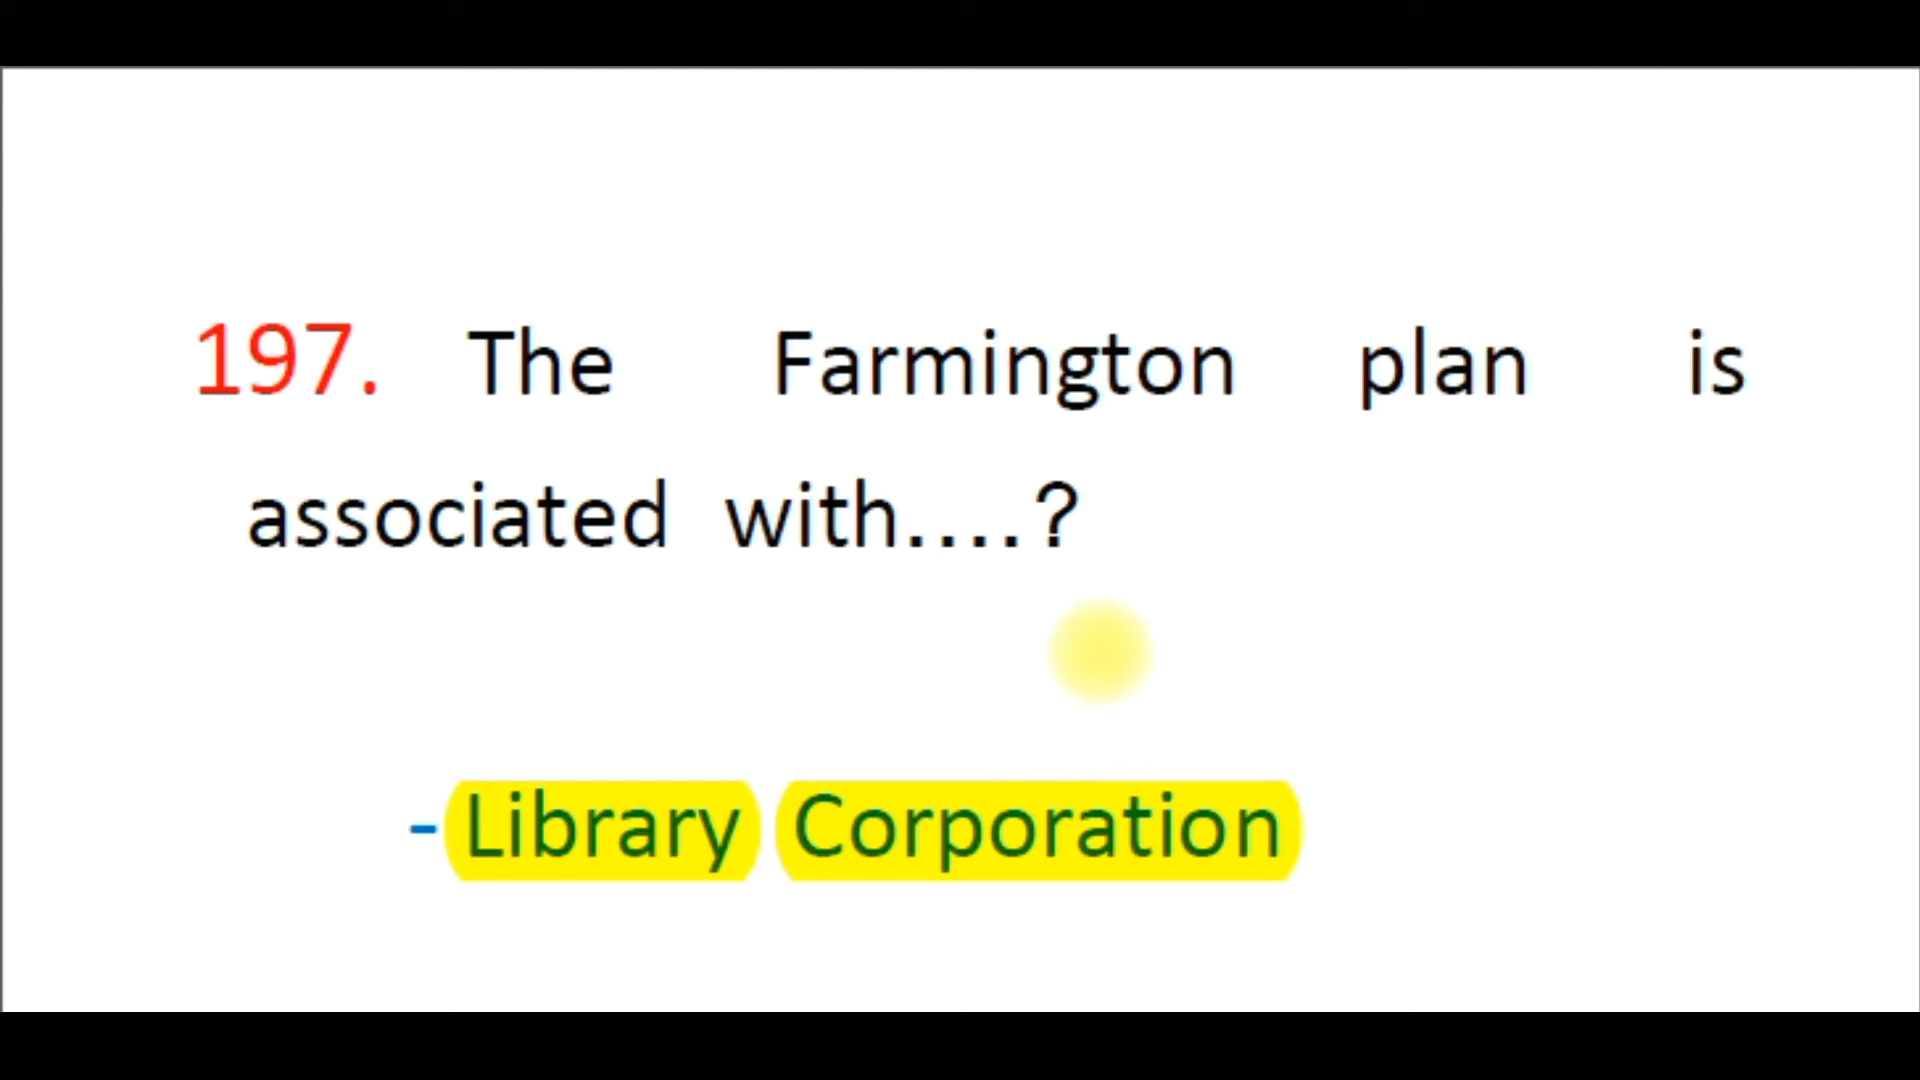 197. The Farmington plan is
associated with....?
-Library Corporation